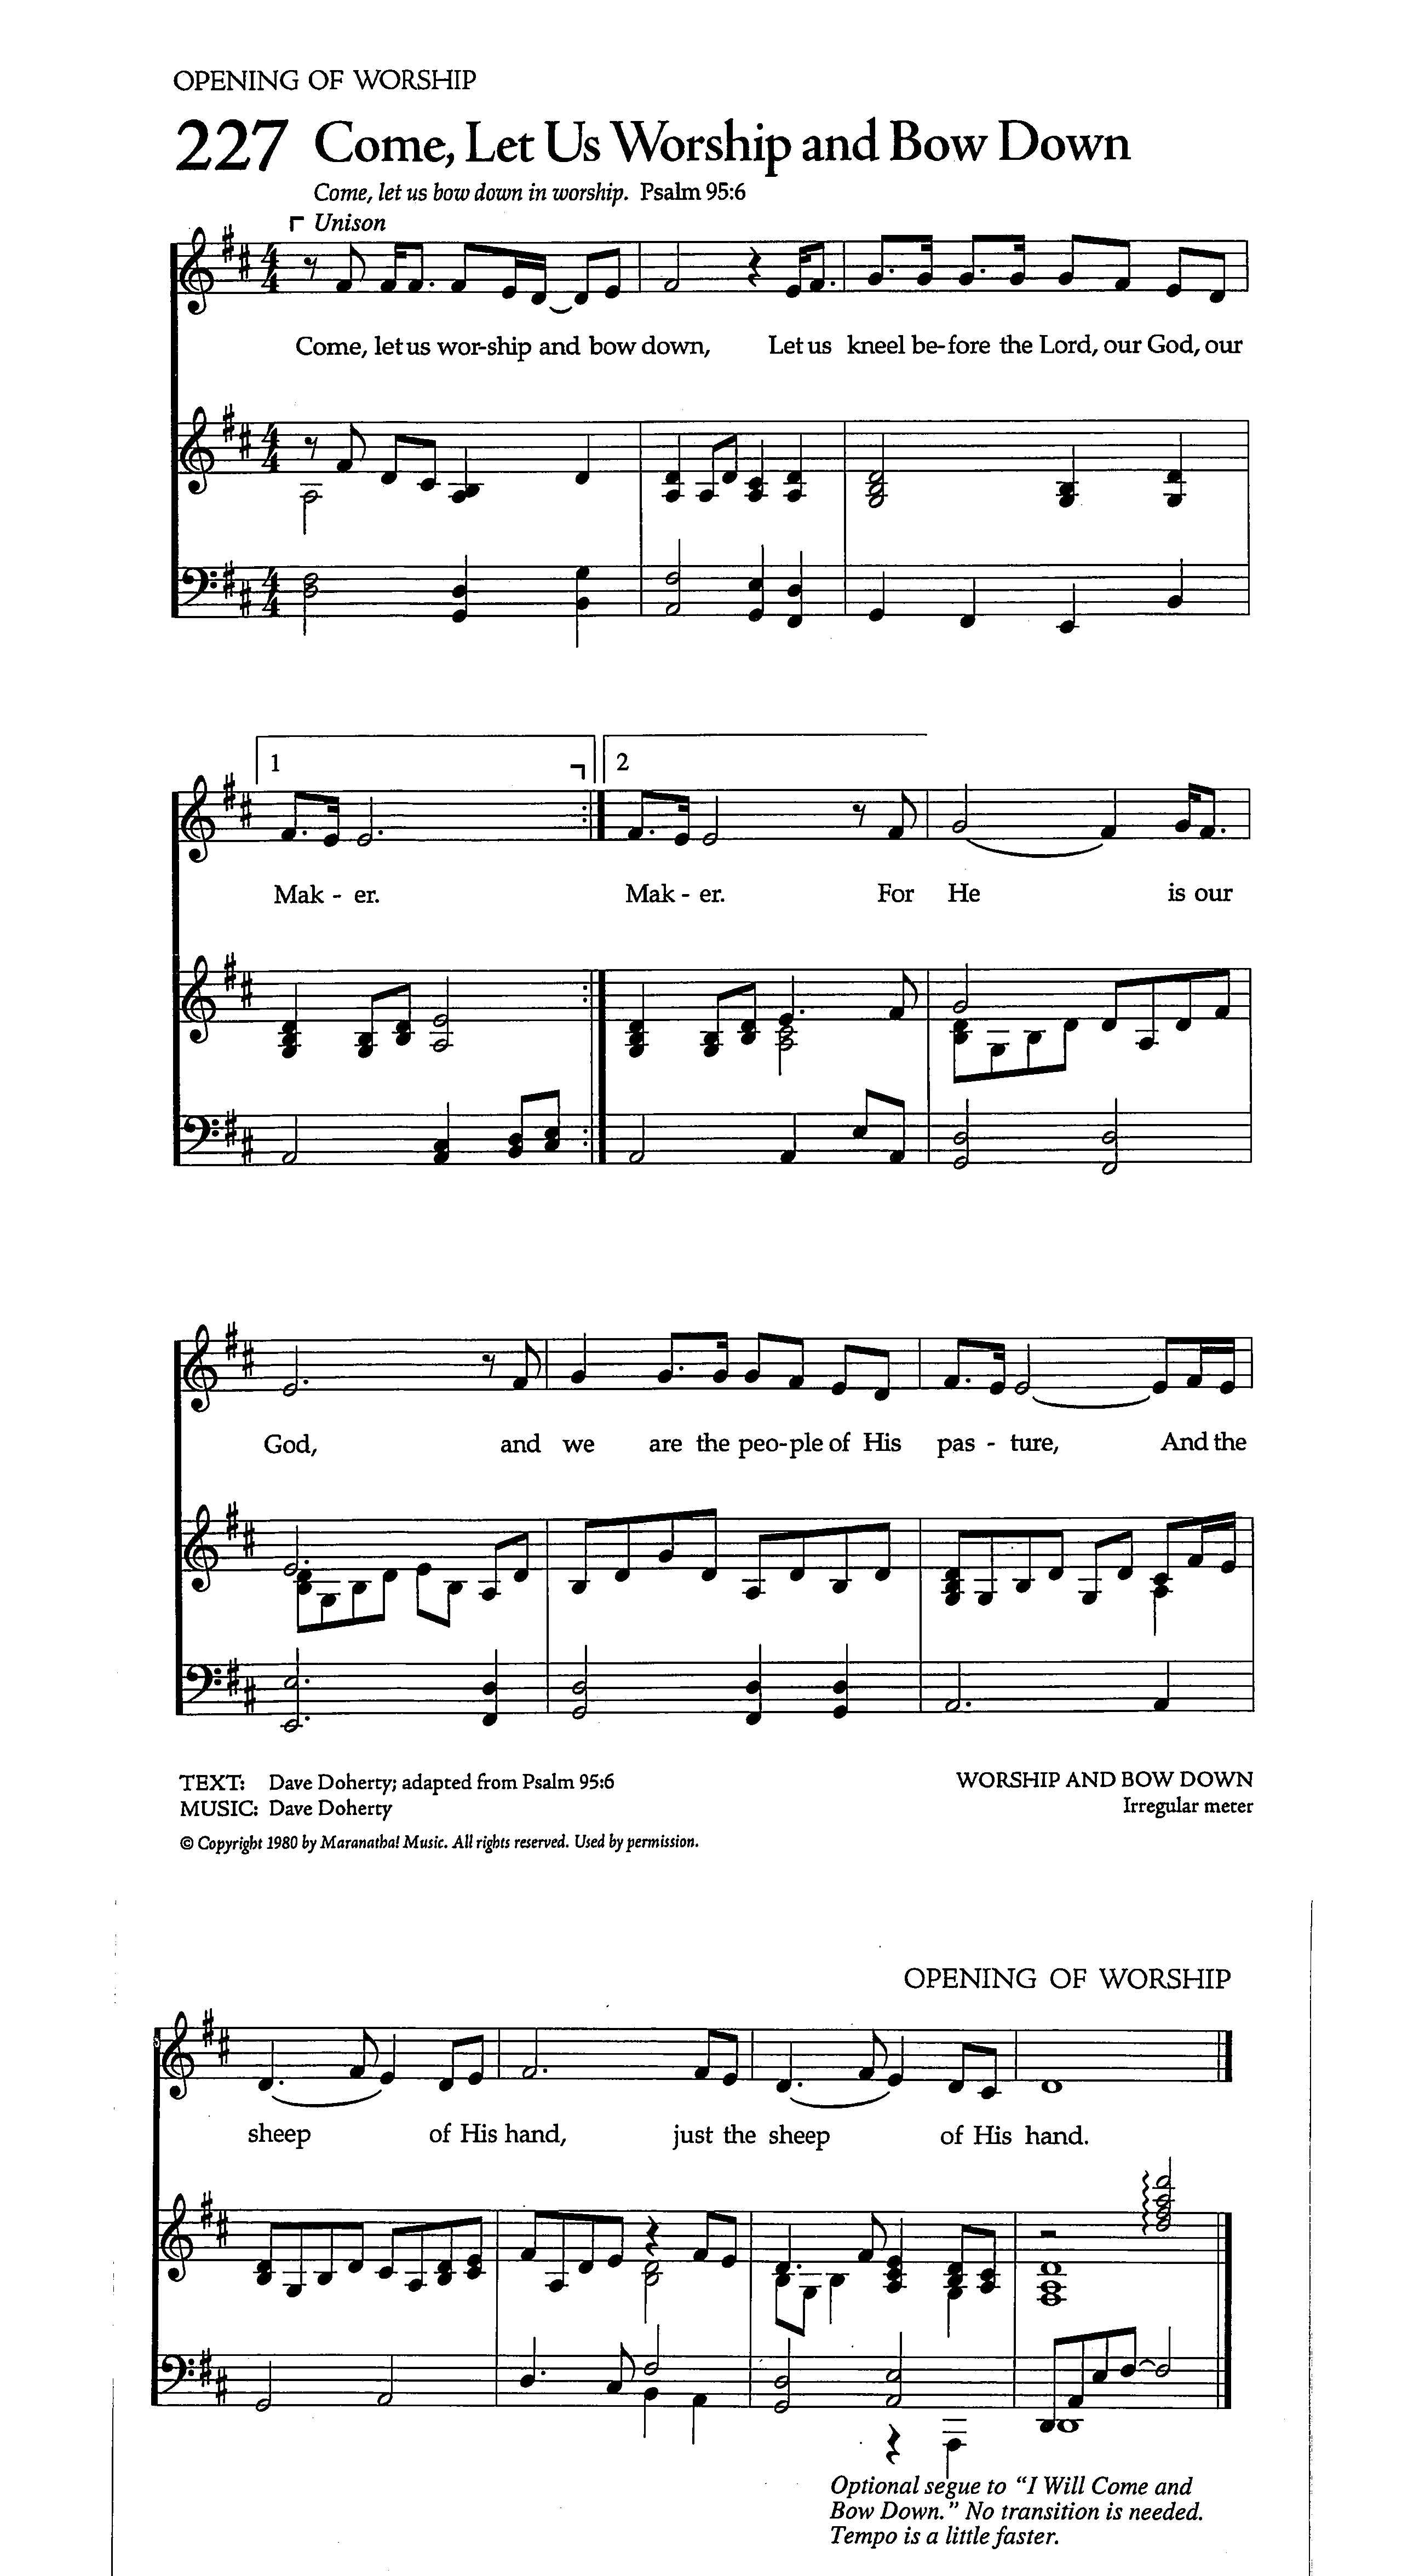 OPENING OF WORSHIP
227 Come, Let Us Worship and Bow Down
Come, let us bow down in worship. Psalm 95:6
Unison
Come, let us wor-ship and bow down, Let us kneel be-fore the Lord, our God, our
1
2
Mak - er. Mak - er. For He is our
God, and we are the peo-ple of His pas - ture, And the
TEXT: Dave Doherty; adapted from Psalm 95:6
WORSHIP AND BOW DOWN
MUSIC: Dave Doherty
Irregular meter
© Copyright 1980 by Maranatha! Music. All rights reserved. Used by permission.
OPENING OF WORSHIP
sheep of His hand, just the sheep of His hand.
Optional segue to “I Will Come and
Bow Down.” No transition is needed.
Tempo is a little faster.